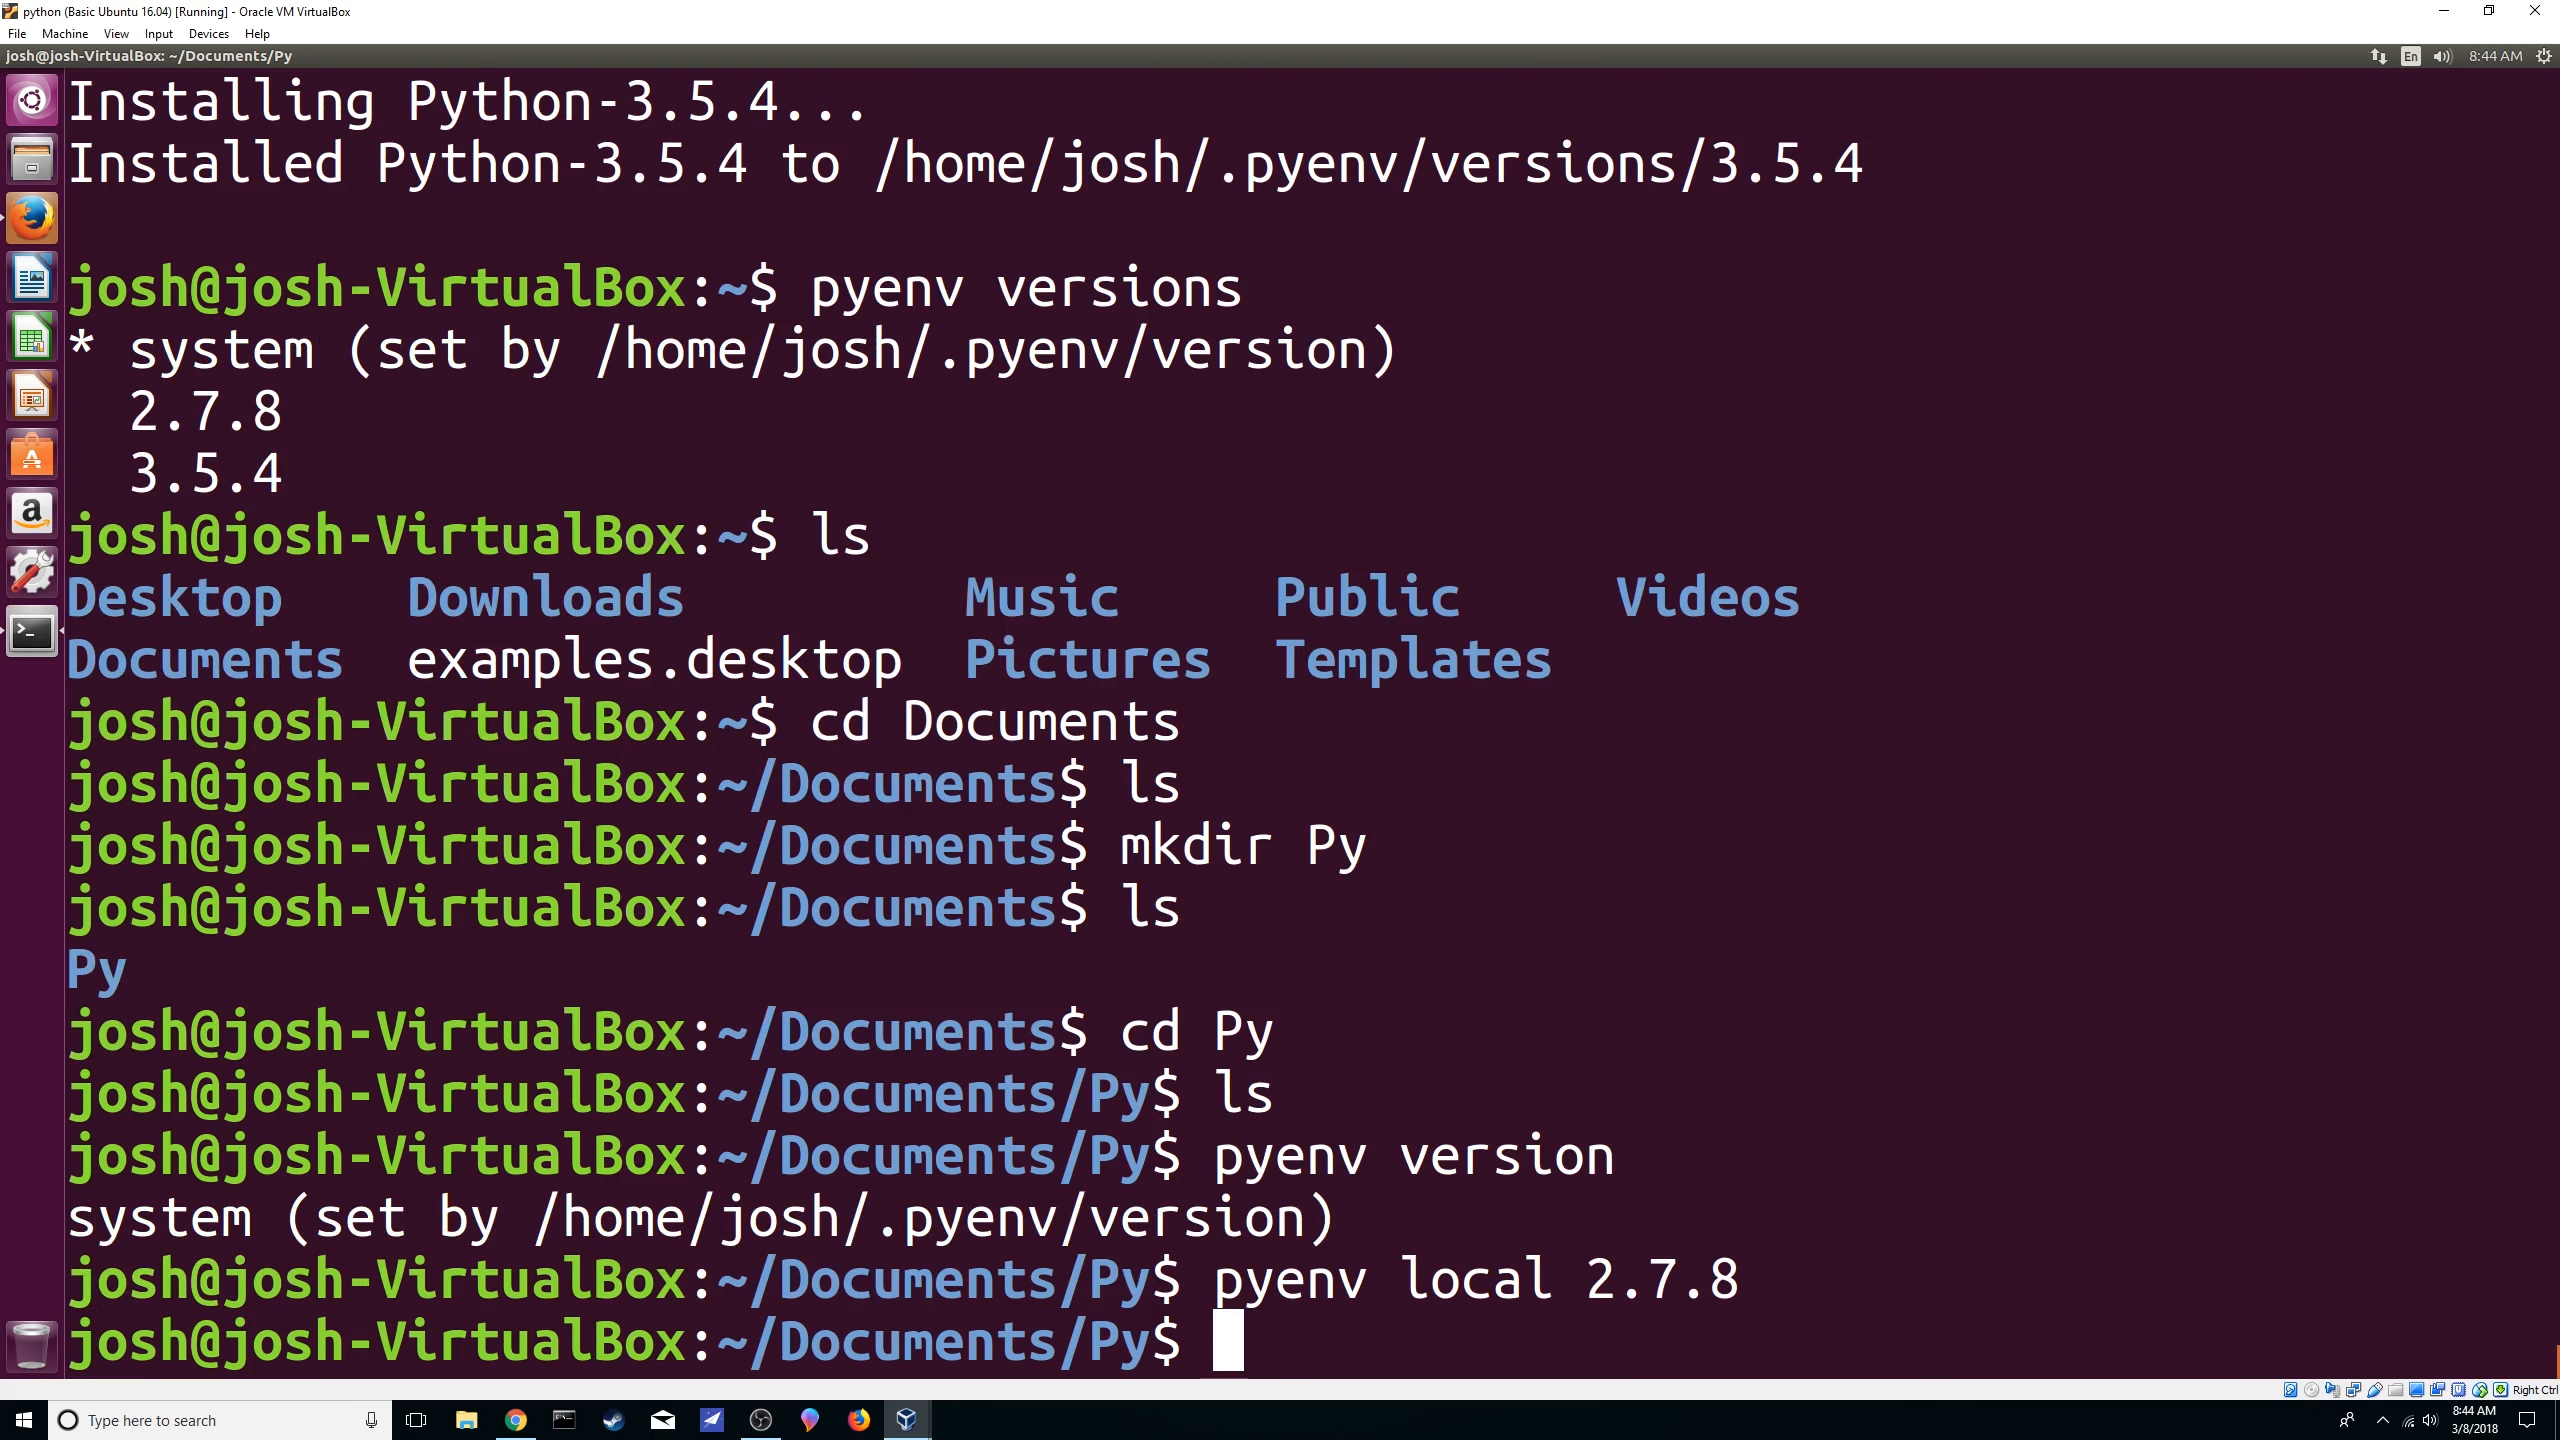 python (Basic Ubuntu 16.04) [Running] - Oracle VM VirtualBox
File Machine View Input Devices Help
josh@josh-VirtualBox: ~/Documents/Py
En 8:44 AM
Installing Python-3.5.4...
Installed Python-3.5.4 to /home/josh/.pyenv/versions/3.5.4
josh@josh-VirtualBox:~$ pyenv versions
* system (set by /home/josh/.pyenv/version)
2.7.8
3.5.4
josh@josh-VirtualBox:~$ ls
Desktop Downloads Music Public Videos
Documents examples.desktop Pictures Templates
josh@josh-VirtualBox:~$ cd Documents
josh@josh-VirtualBox:~/Documents$ ls
josh@josh-VirtualBox:~/Documents$ mkdir Py
josh@josh-VirtualBox:~/Documents$ ls
Py
josh@josh-VirtualBox:~/Documents$ cd Py
josh@josh-VirtualBox:~/Documents/Py$ ls
josh@josh-VirtualBox:~/Documents/Py$ pyenv version
system (set by /home/josh/.pyenv/version)
josh@josh-VirtualBox:~/Documents/Py$ pyenv local 2.7.8
josh@josh-VirtualBox:~/Documents/Py$
Right Ctrl
Type here to search
8:44 AM
3/8/2018